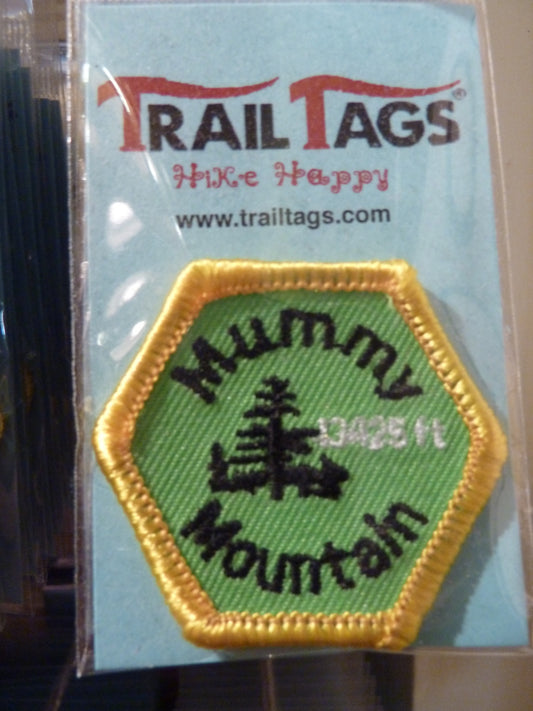 TRAIL TAGS®
Hike Happy
www.trailtags.com
Mummy
13425 ft
Mountain